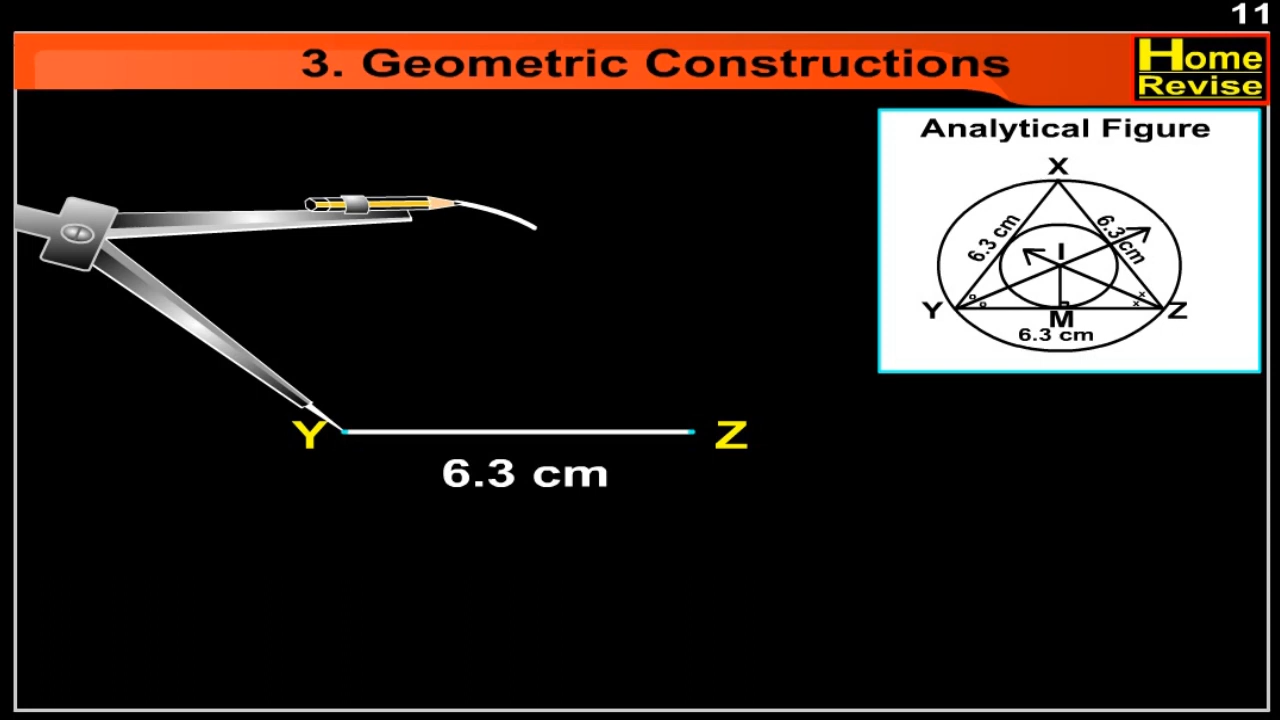 11
3. Geometric Constructions
Home
Revise
Analytical Figure
X
6.3 cm
6.3 cm
I
Y
Z
M
6.3 cm
Y
Z
6.3 cm